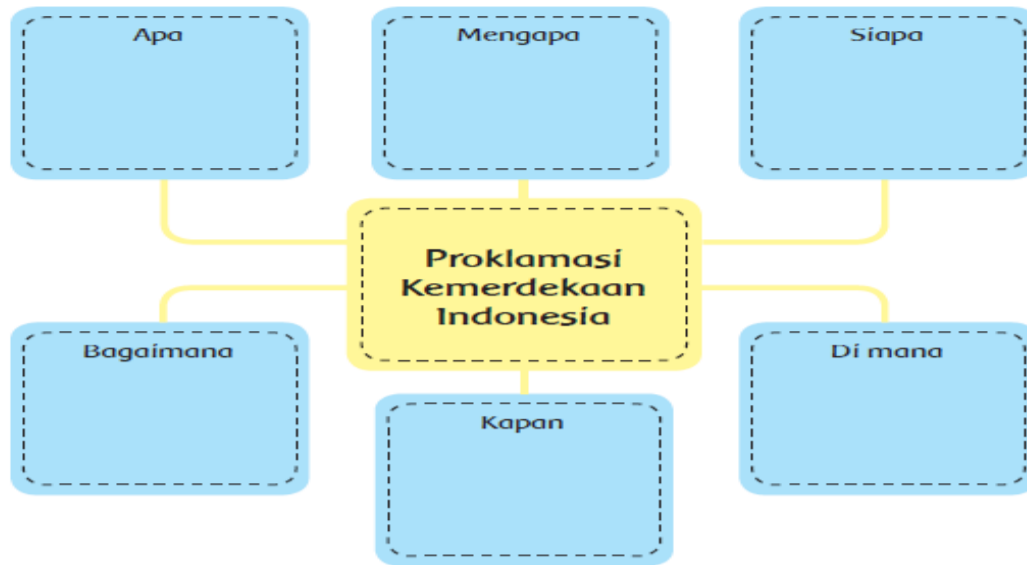 Apa
Mengapa
Siapa
Proklamasi
Kemerdekaan
Indonesia
Bagaimana
Kapan
Di mana